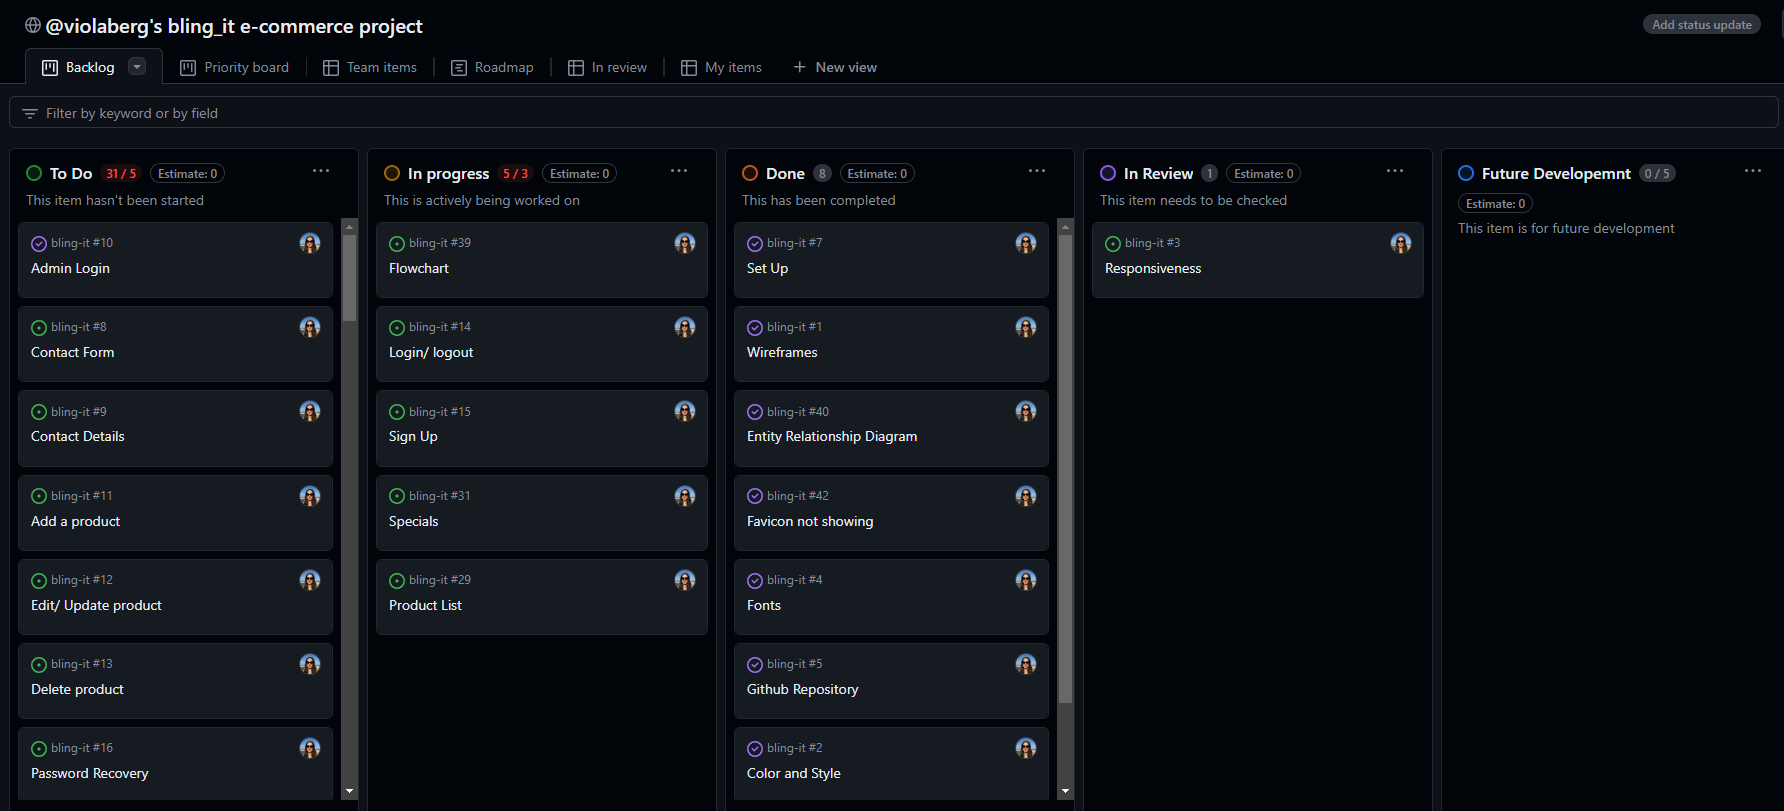 @violaberg's bling_it e-commerce project
Add status update
Backlog
Priority board
Team items
Roadmap
In review
My items
New view
Filter by keyword or by field
To Do 31 / 5 Estimate: 0
This item hasn't been started
bling-it #10
Admin Login
bling-it #8
Contact Form
bling-it #9
Contact Details
bling-it #11
Add a product
bling-it #12
Edit/ Update product
bling-it #13
Delete product
bling-it #16
Password Recovery
In progress 5 / 3 Estimate: 0
This is actively being worked on
bling-it #39
Flowchart
bling-it #14
Login/ logout
bling-it #15
Sign Up
bling-it #31
Specials
bling-it #29
Product List
Done 8 Estimate: 0
This has been completed
bling-it #7
Set Up
bling-it #1
Wireframes
bling-it #40
Entity Relationship Diagram
bling-it #42
Favicon not showing
bling-it #4
Fonts
bling-it #5
Github Repository
bling-it #2
Color and Style
In Review 1 Estimate: 0
This item needs to be checked
bling-it #3
Responsiveness
Future Developemnt 0 / 5
Estimate: 0
This item is for future development